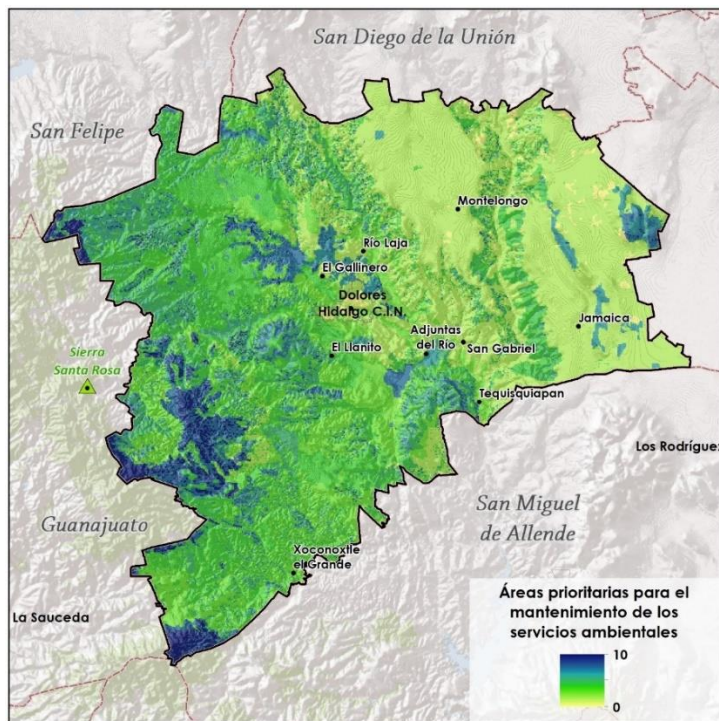 San Diego de la Unión
San Felipe
Montelongo
Río Laja
El Gallinero
Dolores
Hidalgo C.I.N.
Jamaica
Adjuntas
del Río
San Gabriel
El Llanito
Sierra
Santa Rosa
Tequisquiapan
Los Rodríguez
San Miguel
de Allende
Guanajuato
Xoconoxtle
el Grande
La Sauceda
Áreas prioritarias para el
mantenimiento de los
servicios ambientales
10
0